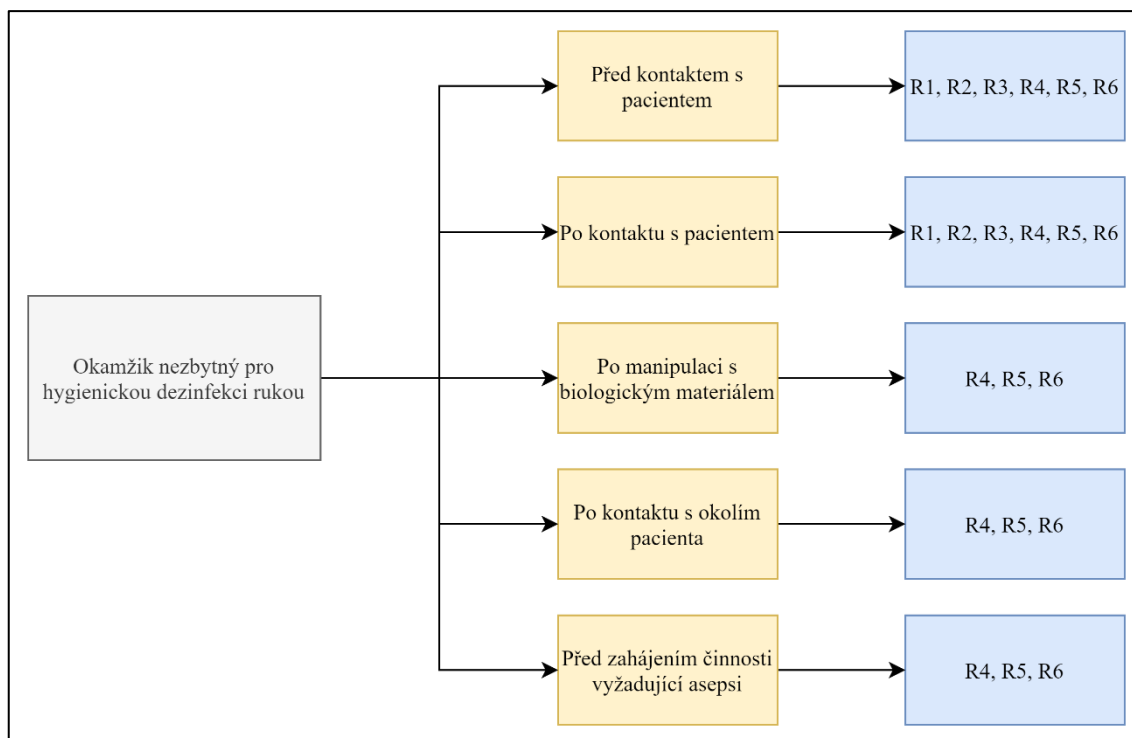 Před kontaktem s
pacientem
R1, R2, R3, R4, R5, R6
Po kontaktu s pacientem
R1, R2, R3, R4, R5, R6
Okamžik nezbytný pro
hygienickou dezinfekci rukou
Po manipulaci s
biologickým materiálem
R4, R5, R6
Po kontaktu s okolím
pacienta
R4, R5, R6
Před zahájením činnosti
vyžadující asepsi
R4, R5, R6